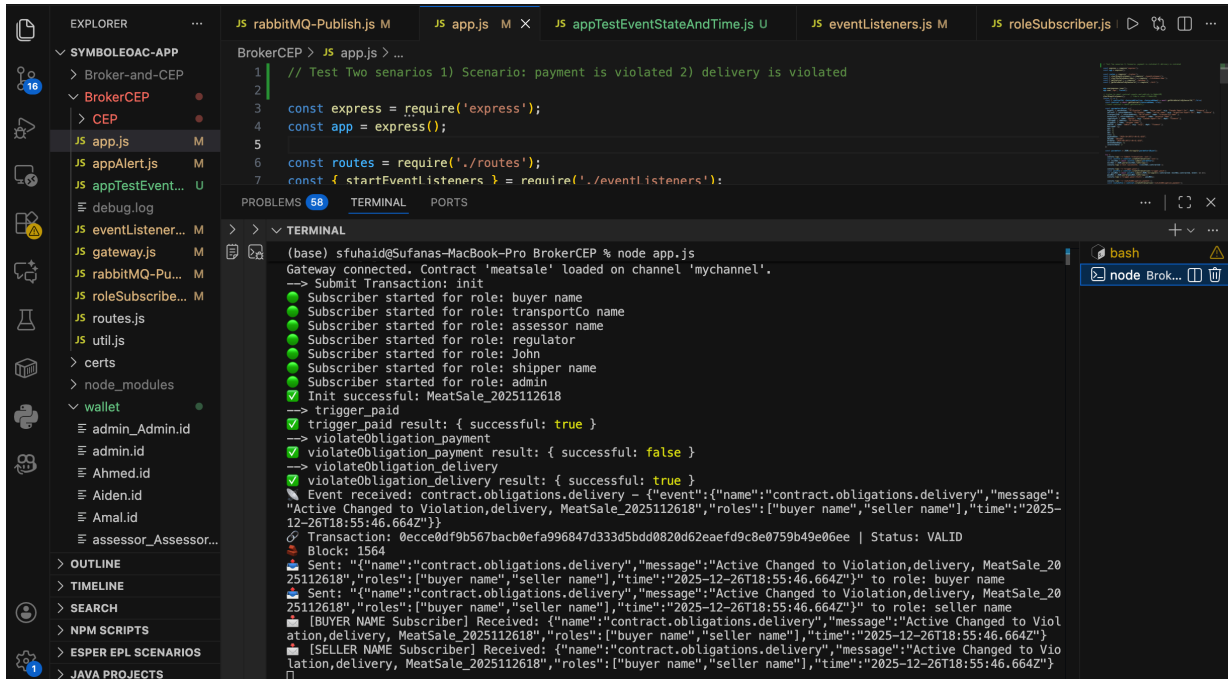 EXPLORER
...
JS rabbitMQ-Publish.js M
JS app.js M
JS appTestEventStateAndTime.js U
JS eventListeners.js M
JS roleSubscriber.js
SYMBOLEOAC-APP
Broker-and-CEP
BrokerCEP
CEP
JS app.js M
JS appAlert.js M
JS appTestEvent... U
debug.log
JS eventListener... M
JS gateway.js M
JS rabbitMQ-Pu... M
JS roleSubscribe... M
JS routes.js
JS util.js
certs
node_modules
wallet
admin_Admin.id
admin.id
Ahmed.id
Aiden.id
Amal.id
assessor_Assessor...
OUTLINE
TIMELINE
SEARCH
NPM SCRIPTS
ESPER EPL SCENARIOS
JAVA PROJECTS
16
1
BrokerCEP > JS app.js > ...
1 // Test Two senarios 1) Scenario: payment is violated 2) delivery is violated
2
3 const express = require('express');
4 const app = express();
5
6 const routes = require('./routes');
7 const { startEventListeners } = require('./eventListeners');
PROBLEMS 58 TERMINAL PORTS
TERMINAL
(base) sfuhaid@Sufanas-MacBook-Pro BrokerCEP % node app.js
Gateway connected. Contract 'meatsale' loaded on channel 'mychannel'.
--> Submit Transaction: init
Subscriber started for role: buyer name
Subscriber started for role: transportCo name
Subscriber started for role: assessor name
Subscriber started for role: regulator
Subscriber started for role: John
Subscriber started for role: shipper name
Subscriber started for role: admin
Init successful: MeatSale_2025112618
--> trigger_paid
trigger_paid result: { successful: true }
--> violateObligation_payment
violateObligation_payment result: { successful: false }
--> violateObligation_delivery
violateObligation_delivery result: { successful: true }
Event received: contract.obligations.delivery – {"event":{"name":"contract.obligations.delivery","message":
"Active Changed to Violation,delivery, MeatSale_2025112618","roles":["buyer name","seller name"],"time":"2025-
12-26T18:55:46.664Z"}}
Transaction: 0ecce0df9b567bacb0efa996847d333d5bdd0820d62eaefd9c8e0759b49e06ee | Status: VALID
Block: 1564
Sent: "{"name":"contract.obligations.delivery","message":"Active Changed to Violation,delivery, MeatSale_20
25112618","roles":["buyer name","seller name"],"time":"2025-12-26T18:55:46.664Z"}" to role: buyer name
Sent: "{"name":"contract.obligations.delivery","message":"Active Changed to Violation,delivery, MeatSale_20
25112618","roles":["buyer name","seller name"],"time":"2025-12-26T18:55:46.664Z"}" to role: seller name
[BUYER NAME Subscriber] Received: {"name":"contract.obligations.delivery","message":"Active Changed to Viol
ation,delivery, MeatSale_2025112618","roles":["buyer name","seller name"],"time":"2025-12-26T18:55:46.664Z"}
[SELLER NAME Subscriber] Received: {"name":"contract.obligations.delivery","message":"Active Changed to Vio
lation,delivery, MeatSale_2025112618","roles":["buyer name","seller name"],"time":"2025-12-26T18:55:46.664Z"}
bash
node Brok...